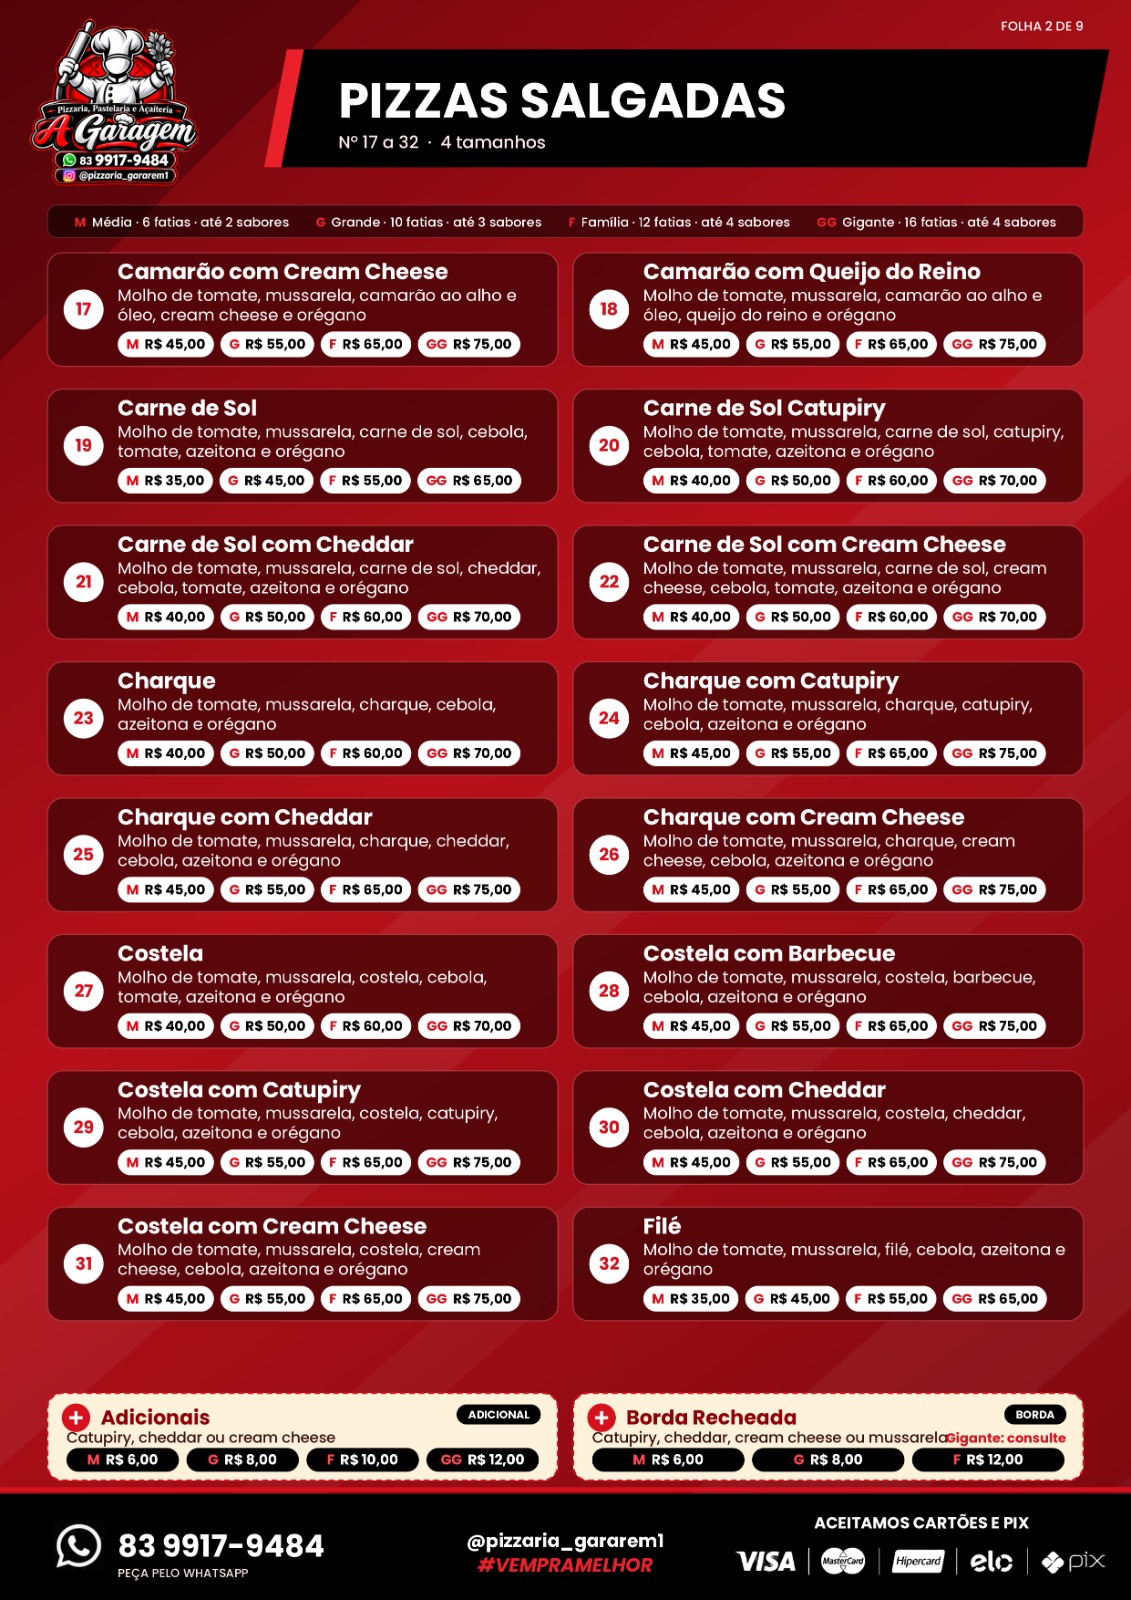 FOLHA 2 DE 9
Pizzaria, Pastelaria e Açaíteria
A Garagem
83 9917-9484
@pizzaria_gararem1
PIZZAS SALGADAS
Nº 17 a 32 · 4 tamanhos
M Média · 6 fatias · até 2 sabores G Grande · 10 fatias · até 3 sabores F Família · 12 fatias · até 4 sabores GG Gigante · 16 fatias · até 4 sabores
17
Camarão com Cream Cheese
Molho de tomate, mussarela, camarão ao alho e
óleo, cream cheese e orégano
M R$ 45,00 G R$ 55,00 F R$ 65,00 GG R$ 75,00
18
Camarão com Queijo do Reino
Molho de tomate, mussarela, camarão ao alho e
óleo, queijo do reino e orégano
M R$ 45,00 G R$ 55,00 F R$ 65,00 GG R$ 75,00
19
Carne de Sol
Molho de tomate, mussarela, carne de sol, cebola,
tomate, azeitona e orégano
M R$ 35,00 G R$ 45,00 F R$ 55,00 GG R$ 65,00
20
Carne de Sol Catupiry
Molho de tomate, mussarela, carne de sol, catupiry,
cebola, tomate, azeitona e orégano
M R$ 40,00 G R$ 50,00 F R$ 60,00 GG R$ 70,00
21
Carne de Sol com Cheddar
Molho de tomate, mussarela, carne de sol, cheddar,
cebola, tomate, azeitona e orégano
M R$ 40,00 G R$ 50,00 F R$ 60,00 GG R$ 70,00
22
Carne de Sol com Cream Cheese
Molho de tomate, mussarela, carne de sol, cream
cheese, cebola, tomate, azeitona e orégano
M R$ 40,00 G R$ 50,00 F R$ 60,00 GG R$ 70,00
23
Charque
Molho de tomate, mussarela, charque, cebola,
azeitona e orégano
M R$ 40,00 G R$ 50,00 F R$ 60,00 GG R$ 70,00
24
Charque com Catupiry
Molho de tomate, mussarela, charque, catupiry,
cebola, azeitona e orégano
M R$ 45,00 G R$ 55,00 F R$ 65,00 GG R$ 75,00
25
Charque com Cheddar
Molho de tomate, mussarela, charque, cheddar,
cebola, azeitona e orégano
M R$ 45,00 G R$ 55,00 F R$ 65,00 GG R$ 75,00
26
Charque com Cream Cheese
Molho de tomate, mussarela, charque, cream
cheese, cebola, azeitona e orégano
M R$ 45,00 G R$ 55,00 F R$ 65,00 GG R$ 75,00
27
Costela
Molho de tomate, mussarela, costela, cebola,
tomate, azeitona e orégano
M R$ 40,00 G R$ 50,00 F R$ 60,00 GG R$ 70,00
28
Costela com Barbecue
Molho de tomate, mussarela, costela, barbecue,
cebola, azeitona e orégano
M R$ 45,00 G R$ 55,00 F R$ 65,00 GG R$ 75,00
29
Costela com Catupiry
Molho de tomate, mussarela, costela, catupiry,
cebola, azeitona e orégano
M R$ 45,00 G R$ 55,00 F R$ 65,00 GG R$ 75,00
30
Costela com Cheddar
Molho de tomate, mussarela, costela, cheddar,
cebola, azeitona e orégano
M R$ 45,00 G R$ 55,00 F R$ 65,00 GG R$ 75,00
31
Costela com Cream Cheese
Molho de tomate, mussarela, costela, cream
cheese, cebola, azeitona e orégano
M R$ 45,00 G R$ 55,00 F R$ 65,00 GG R$ 75,00
32
Filé
Molho de tomate, mussarela, filé, cebola, azeitona e
orégano
M R$ 35,00 G R$ 45,00 F R$ 55,00 GG R$ 65,00
+ Adicionais ADICIONAL
Catupiry, cheddar ou cream cheese
M R$ 6,00 G R$ 8,00 F R$ 10,00 GG R$ 12,00
+ Borda Recheada BORDA
Catupiry, cheddar, cream cheese ou mussarela Gigante: consulte
M R$ 6,00 G R$ 8,00 F R$ 12,00
83 9917-9484
PEÇA PELO WHATSAPP
@pizzaria_gararem1
#VEMPRAMELHOR
ACEITAMOS CARTÕES E PIX
VISA MasterCard Hipercard elo pix